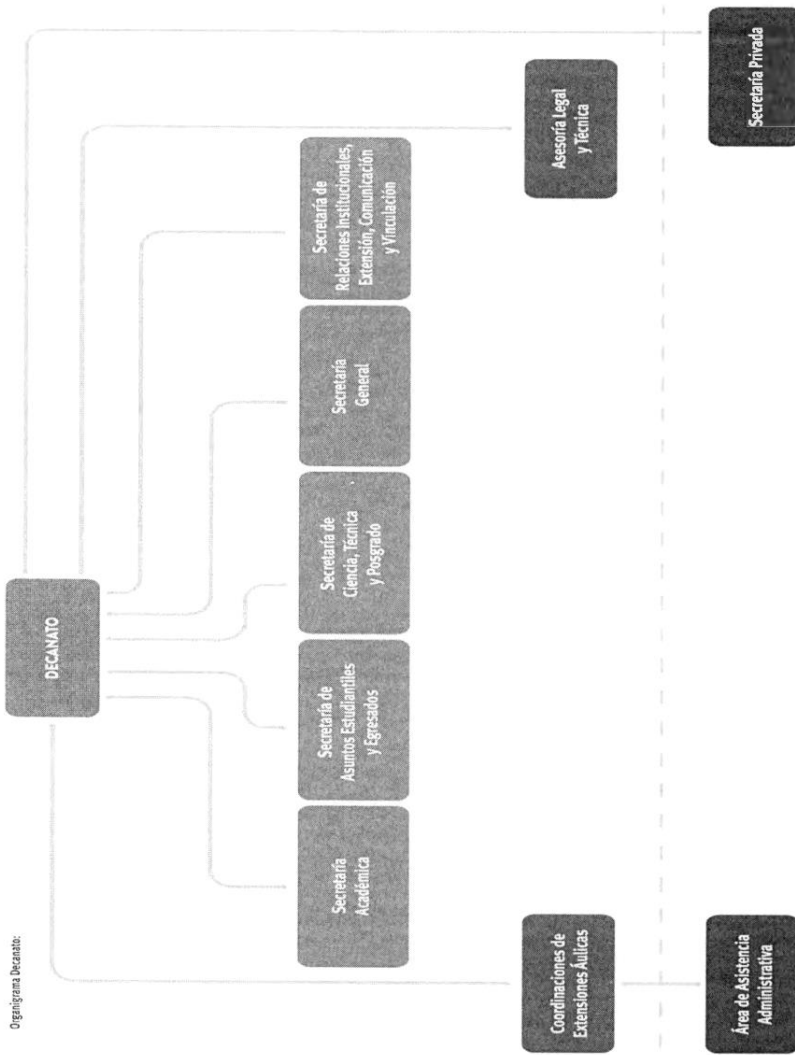 Organigrama Decanato:
DECANATO
Secretaría
Académica
Secretaría de
Asuntos Estudiantiles
y Egresados
Secretaría de
Ciencia, Técnica
y Posgrado
Secretaría
General
Secretaría de
Relaciones Institucionales,
Extensión, Comunicación
y Vinculación
Coordinaciones de
Extensiones Áulicas
Asesoría Legal
y Técnica
Área de Asistencia
Administrativa
Secretaría Privada